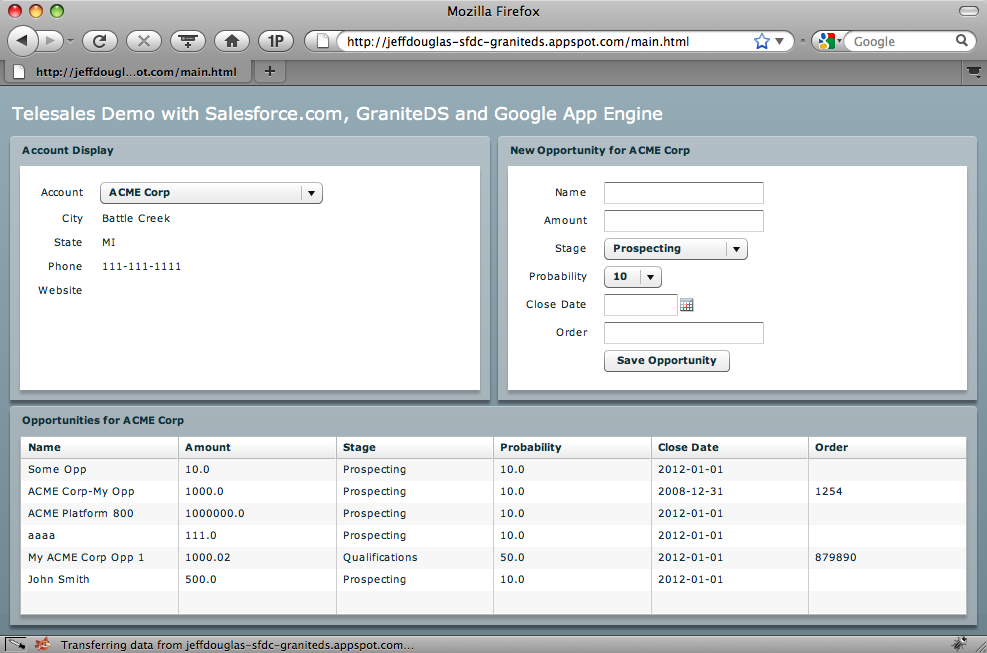 Mozilla Firefox
1P
http://jeffdouglas-sfdc-graniteds.appspot.com/main.html
Google
http://jeffdougl...ot.com/main.html
+
Telesales Demo with Salesforce.com, GraniteDS and Google App Engine
Account Display
Account ACME Corp
City Battle Creek
State MI
Phone 111-111-1111
Website
New Opportunity for ACME Corp
Name
Amount
Stage Prospecting
Probability 10
Close Date
Order
Save Opportunity
Opportunities for ACME Corp
Name Amount Stage Probability Close Date Order
Some Opp 10.0 Prospecting 10.0 2012-01-01
ACME Corp-My Opp 1000.0 Prospecting 10.0 2008-12-31 1254
ACME Platform 800 1000000.0 Prospecting 10.0 2012-01-01
aaaa 111.0 Prospecting 10.0 2012-01-01
My ACME Corp Opp 1 1000.02 Qualifications 50.0 2012-01-01 879890
John Smith 500.0 Prospecting 10.0 2012-01-01
Transferring data from jeffdouglas-sfdc-graniteds.appspot.com...